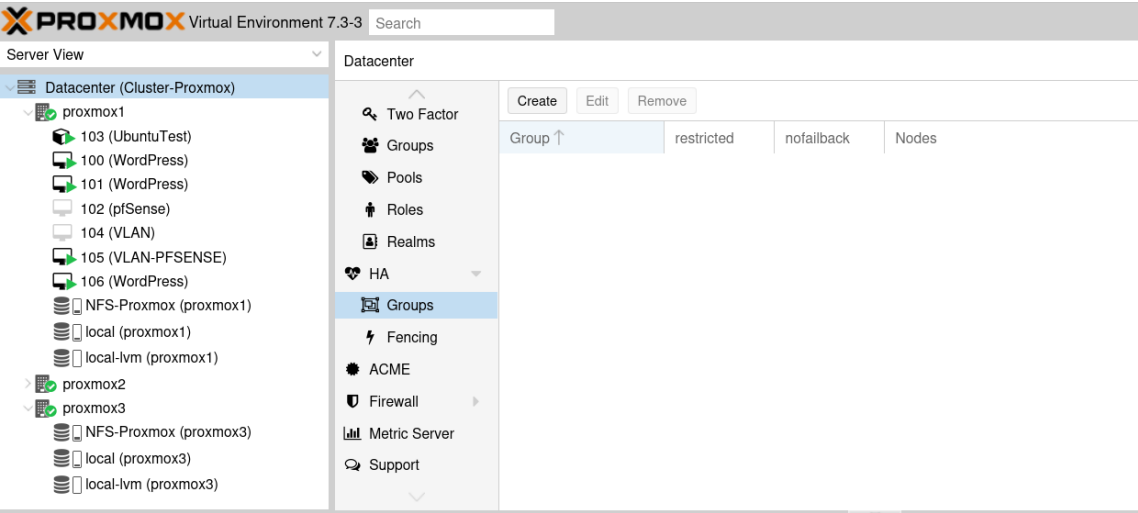 PROXMOX Virtual Environment 7.3-3 Search
Server View
Datacenter (Cluster-Proxmox)
proxmox1
103 (UbuntuTest)
100 (WordPress)
101 (WordPress)
102 (pfSense)
104 (VLAN)
105 (VLAN-PFSENSE)
106 (WordPress)
NFS-Proxmox (proxmox1)
local (proxmox1)
local-lvm (proxmox1)
proxmox2
proxmox3
NFS-Proxmox (proxmox3)
local (proxmox3)
local-lvm (proxmox3)
Datacenter
Two Factor
Groups
Pools
Roles
Realms
HA
Groups
Fencing
ACME
Firewall
Metric Server
Support
Create Edit Remove
Group restricted nofailback Nodes